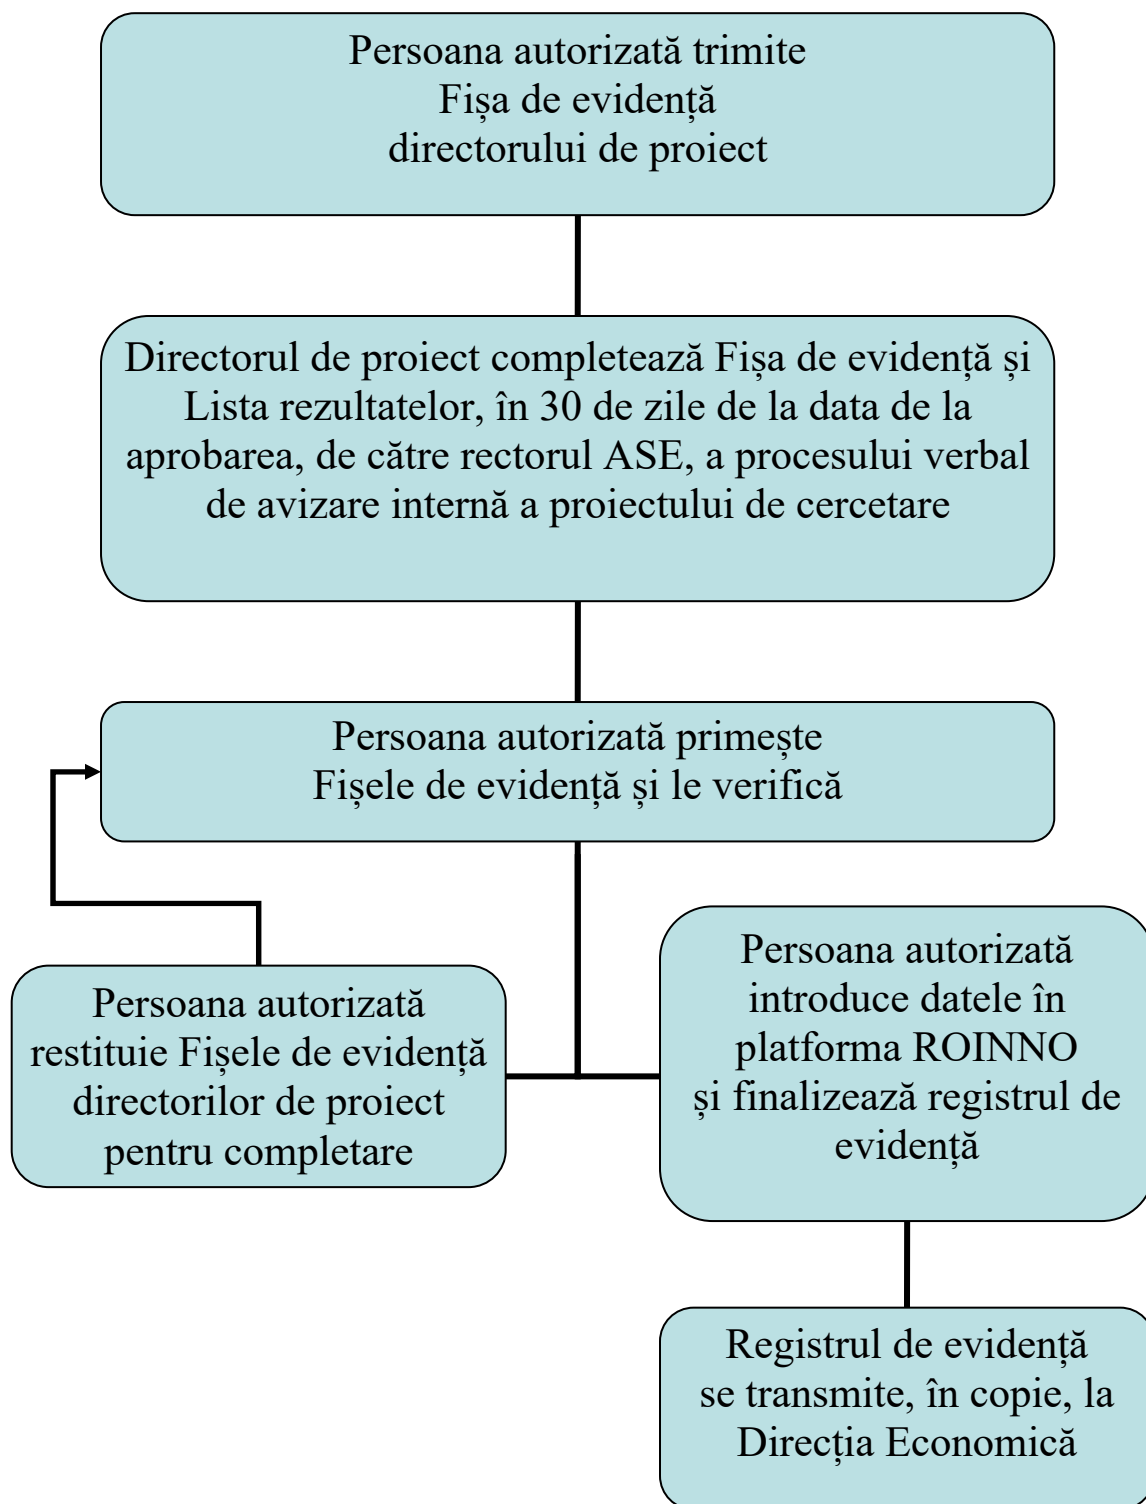 Persoana autorizată trimite
Fișa de evidență
directorului de proiect
Directorul de proiect completează Fișa de evidență și
Lista rezultatelor, în 30 de zile de la data de la
aprobarea, de către rectorul ASE, a procesului verbal
de avizare internă a proiectului de cercetare
Persoana autorizată primește
Fișele de evidență și le verifică
Persoana autorizată
restituie Fișele de evidență
directorilor de proiect
pentru completare
Persoana autorizată
introduce datele în
platforma ROINNO
și finalizează registrul de
evidență
Registrul de evidență
se transmite, în copie, la
Direcția Economică